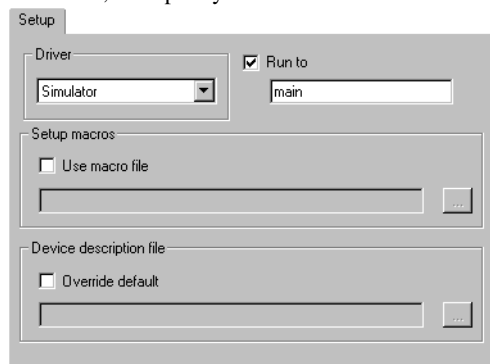 Setup
Driver
Run to
Simulator
main
Setup macros
Use macro file
...
Device description file
Override default
...